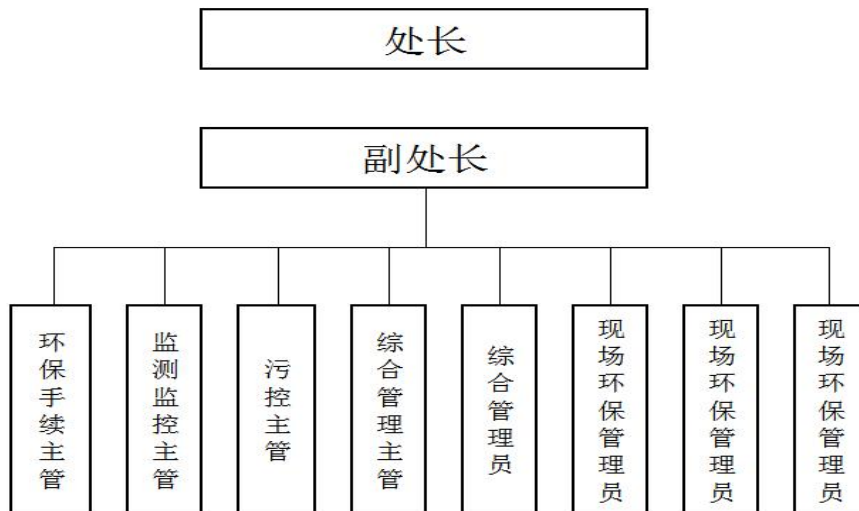 处长
副处长
环保手续主管
监测监控主管
污控主管
综合管理主管
综合管理员
现场环保管理员
现场环保管理员
现场环保管理员